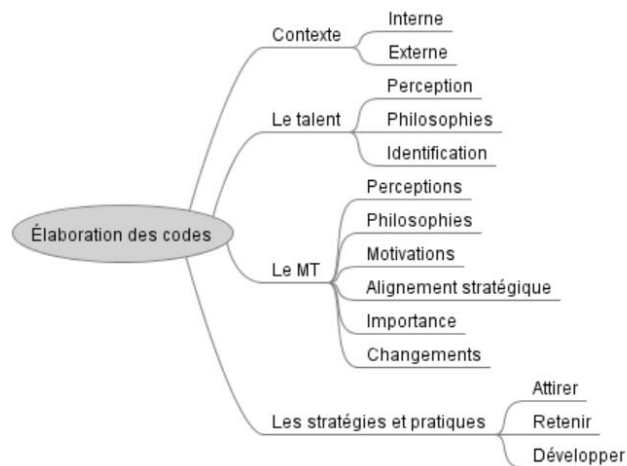 Élaboration des codes
Contexte
Interne
Externe
Le talent
Perception
Philosophies
Identification
Le MT
Perceptions
Philosophies
Motivations
Alignement stratégique
Importance
Changements
Les stratégies et pratiques
Attirer
Retenir
Développer